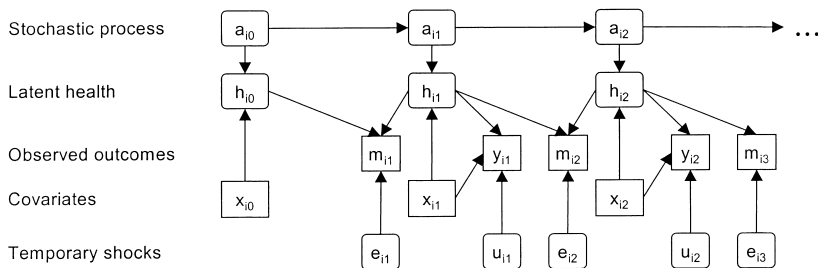 Stochastic process a_i0 a_i1 a_i2 ...
Latent health h_i0 h_i1 h_i2
Observed outcomes m_i1 y_i1 m_i2 y_i2 m_i3
Covariates x_i0 x_i1 x_i2
Temporary shocks e_i1 u_i1 e_i2 u_i2 e_i3